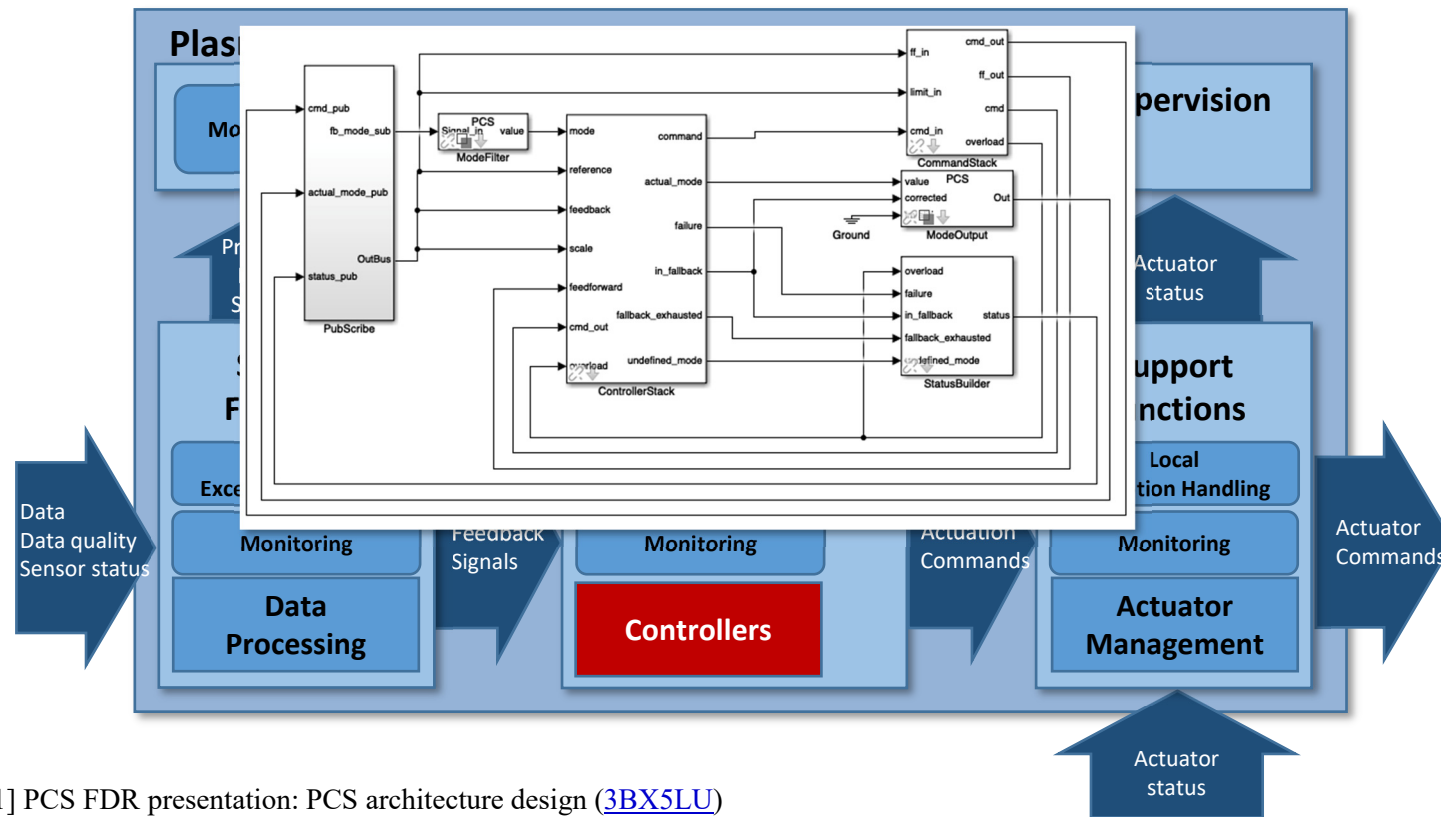 Plas
Mo
pervision
Pr
S
S
F
Exce
Monitoring
Data
Processing
Data
Data quality
Sensor status
Feedback
Signals
Monitoring
Controllers
Actuation
Commands
Actuator
status
upport
nctions
Local
tion Handling
Monitoring
Actuator
Management
Actuator
Commands
Actuator
status
cmd_pub
fb_mode_sub
actual_mode_pub
OutBus
status_pub
PubScribe
PCS
Signal_in value
ModeFilter
mode
reference
feedback
scale
feedforward
cmd_out
overload
command
actual_mode
failure
in_fallback
fallback_exhausted
undefined_mode
ControllerStack
ff_in
limit_in
cmd_in
cmd_out
ff_out
cmd
overload
CommandStack
PCS
value
corrected
Out
ModeOutput
Ground
overload
failure
in_fallback
fallback_exhausted
undefined_mode
status
StatusBuilder
1] PCS FDR presentation: PCS architecture design (3BX5LU)